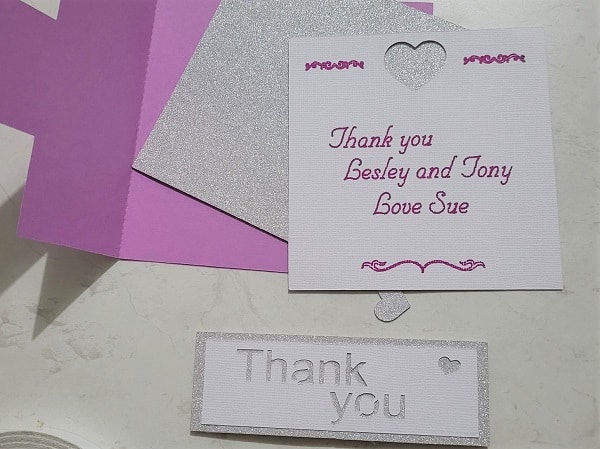 Thank you
Lesley and Tony
Love Sue
Thank
you